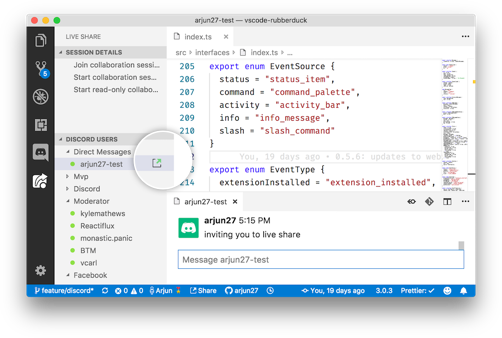 arjun27-test — vscode-rubberduck
LIVE SHARE
SESSION DETAILS
Join collaboration sessi...
Start collaboration ses...
Start read-only collabo...
DISCORD USERS
Direct Messages
arjun27-test
Mvp
Discord
Moderator
kylemathews
Reactiflux
monastic.panic
BTM
vcarl
Facebook
5
index.ts
src › interfaces › index.ts › ...
205 export enum EventSource {
206 status = "status_item",
207 command = "command_palette",
208 activity = "activity_bar",
209 info = "info_message",
210 slash = "slash_command"
211 }
You, 19 days ago • 0.5.6: updates to web
213 export enum EventType {
214 extensionInstalled = "extension_installed",
arjun27-test
arjun27 5:15 PM
inviting you to live share
Message arjun27-test
feature/discord* 0 0 Arjun Share arjun27 You, 19 days ago 3.0.3 Prettier: ✓